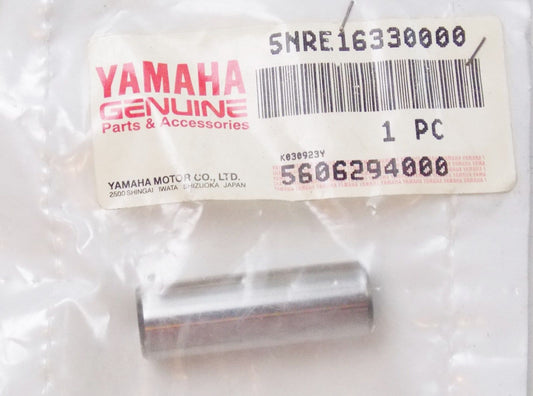 5NRE16330000
YAMAHA
GENUINE
Parts & Accessories
1 PC
K030923Y
5606294000
YAMAHA MOTOR CO., LTD.
2500 SHINGAI IWATA SHIZUOKA JAPAN